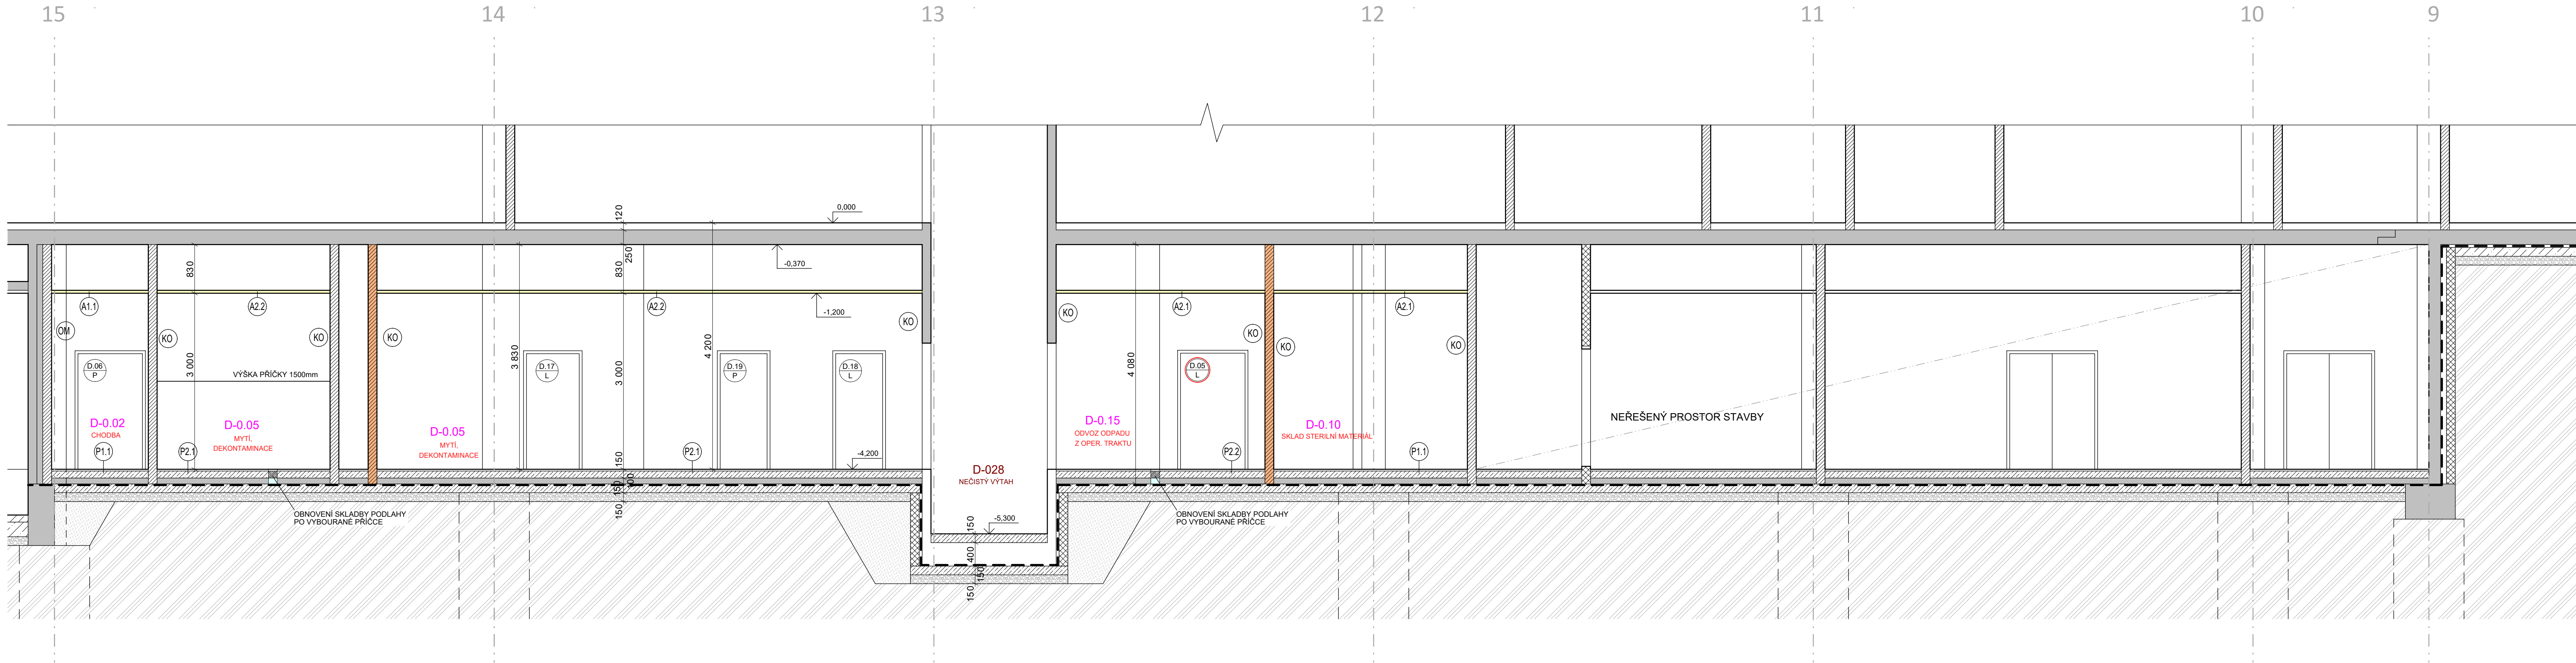 15
14
13
12
11
10
9
0,000
120
250
-0,370
830
830
-1,200
A1.1
A2.2
A2.2
A2.1
A2.1
OM
KO
KO
KO
KO
KO
KO
KO
KO
3 000
3 830
3 000
4 200
4 080
D.06
P
D.17
L
D.19
P
D.18
L
D.05
L
VÝŠKA PŘÍČKY 1500mm
D-0.02
CHODBA
D-0.05
MYTÍ,
DEKONTAMINACE
D-0.05
MYTÍ,
DEKONTAMINACE
D-0.15
ODVOZ ODPADU
Z OPER. TRAKTU
D-0.10
SKLAD STERILNÍ MATERIÁL
NEŘEŠENÝ PROSTOR STAVBY
P1.1
P2.1
P2.1
P2.2
P1.1
-4,200
150
100
150
150
D-028
NEČISTÝ VÝTAH
OBNOVENÍ SKLADBY PODLAHY
PO VYBOURANÉ PŘÍČCE
OBNOVENÍ SKLADBY PODLAHY
PO VYBOURANÉ PŘÍČCE
-5,300
150
400
150
150